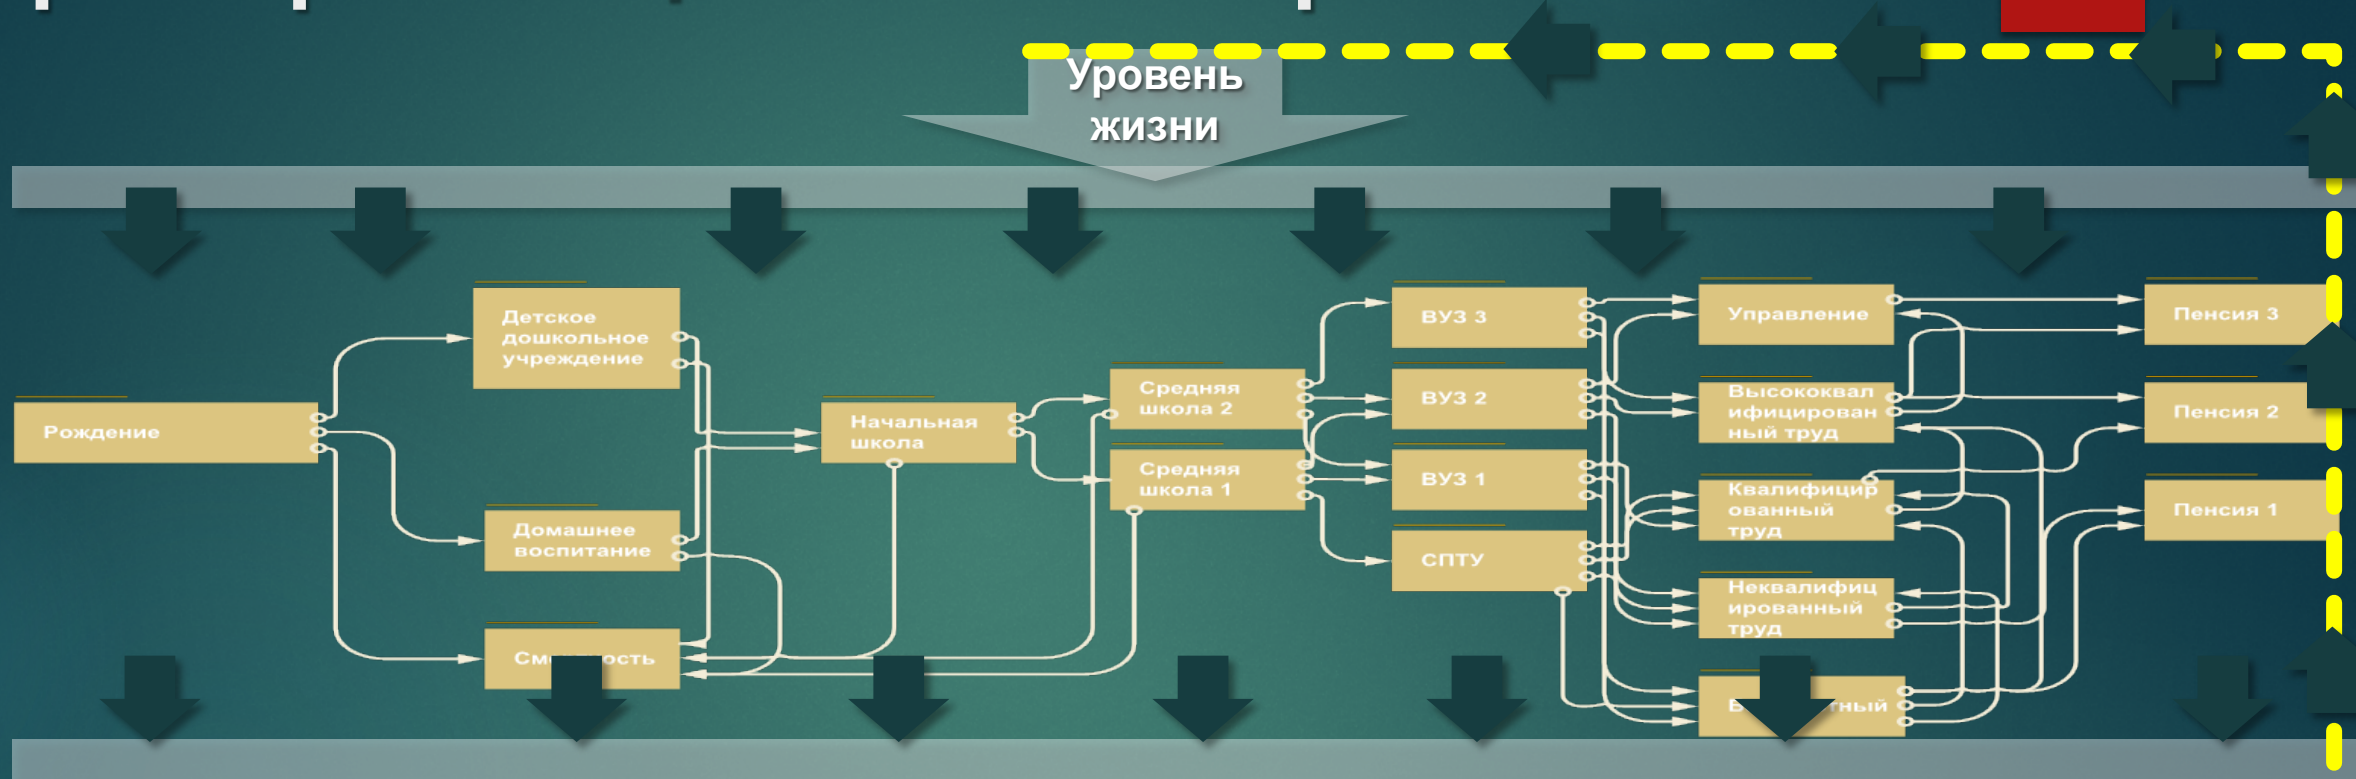 Уровень
жизни
Рождение
Детское
дошкольное
учреждение
Домашнее
воспитание
Начальная
школа
Средняя
школа 2
Средняя
школа 1
ВУЗ 3
ВУЗ 2
ВУЗ 1
СПТУ
Управление
Высококвал
ифицирован
ный труд
Квалифицир
ованный
труд
Неквалифиц
ированный
труд
Пенсия 3
Пенсия 2
Пенсия 1